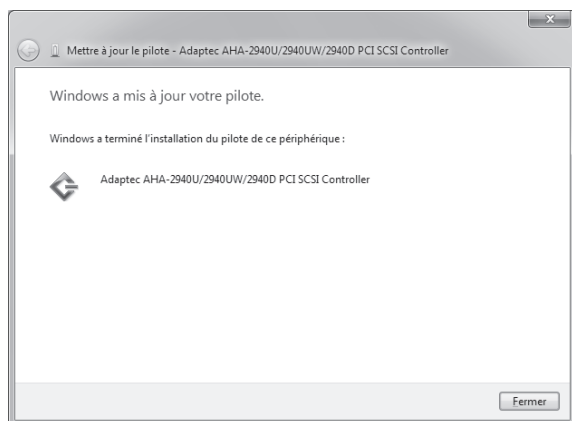 Mettre à jour le pilote - Adaptec AHA-2940U/2940UW/2940D PCI SCSI Controller
Windows a mis à jour votre pilote.
Windows a terminé l'installation du pilote de ce périphérique :
Adaptec AHA-2940U/2940UW/2940D PCI SCSI Controller
Fermer